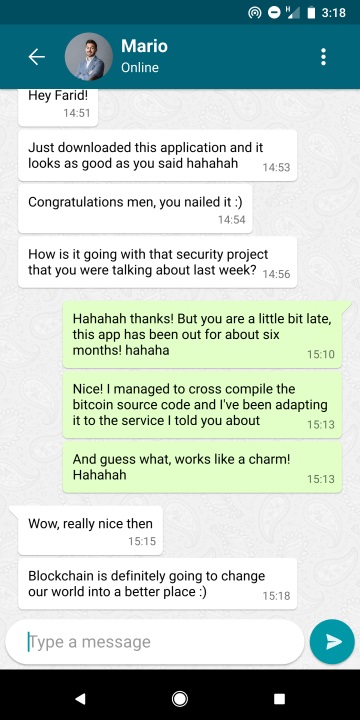 H 3:18
Mario
Online
Hey Farid!
14:51
Just downloaded this application and it
looks as good as you said hahahah 14:53
Congratulations men, you nailed it :)
14:54
How is it going with that security project
that you were talking about last week? 14:56
Hahahah thanks! But you are a little bit late,
this app has been out for about six
months! hahaha 15:10
Nice! I managed to cross compile the
bitcoin source code and I've been adapting
it to the service I told you about 15:13
And guess what, works like a charm!
Hahahah 15:13
Wow, really nice then
15:15
Blockchain is definitely going to change
our world into a better place :) 15:18
Type a message